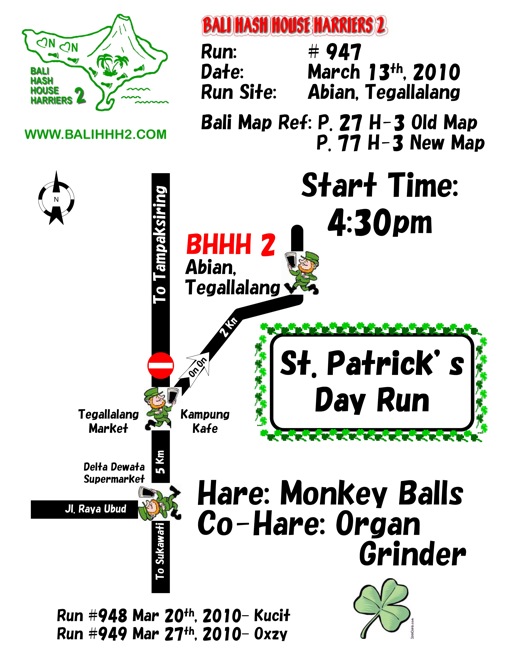 BALI HASH HOUSE HARRIERS 2
Run: # 947
Date: March 13th, 2010
Run Site: Abian, Tegallalang
Bali Map Ref: P. 27 H-3 Old Map
P. 77 H-3 New Map
N N
BALI
HASH
HOUSE
HARRIERS 2
WWW.BALIHHH2.COM
Start Time:
4:30pm
N
To Tampaksiring
BHHH 2
Abian,
Tegallalang
2 Km
On On
St. Patrick's
Day Run
Tegallalang
Market
Kampung
Kafe
5 Km
Delta Dewata
Supermarket
Jl. Raya Ubud
To Sukawati
Hare: Monkey Balls
Co-Hare: Organ
Grinder
Run #948 Mar 20th, 2010- Kucit
Run #949 Mar 27th, 2010- Oxzy